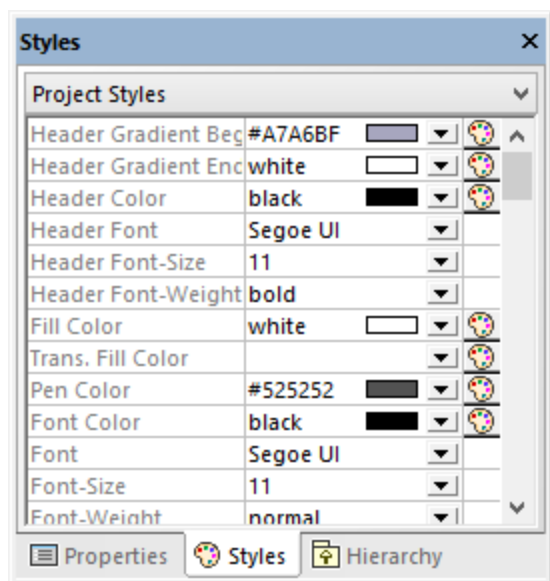 Styles
Project Styles
Header Gradient Beg #A7A6BF
Header Gradient Enc white
Header Color black
Header Font Segoe UI
Header Font-Size 11
Header Font-Weight bold
Fill Color white
Trans. Fill Color
Pen Color #525252
Font Color black
Font Segoe UI
Font-Size 11
Font-Weight normal
Properties Styles Hierarchy